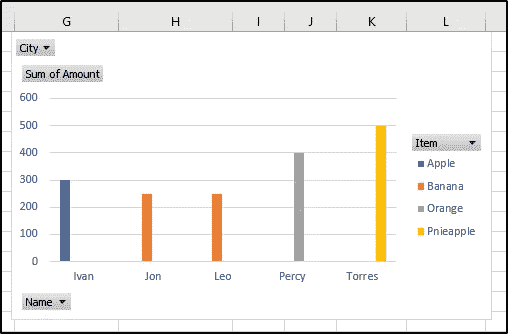 G H I J K L
City
Sum of Amount
600
500
400
300
200
100
0
Ivan Jon Leo Percy Torres
Item
Apple
Banana
Orange
Pnieapple
Name